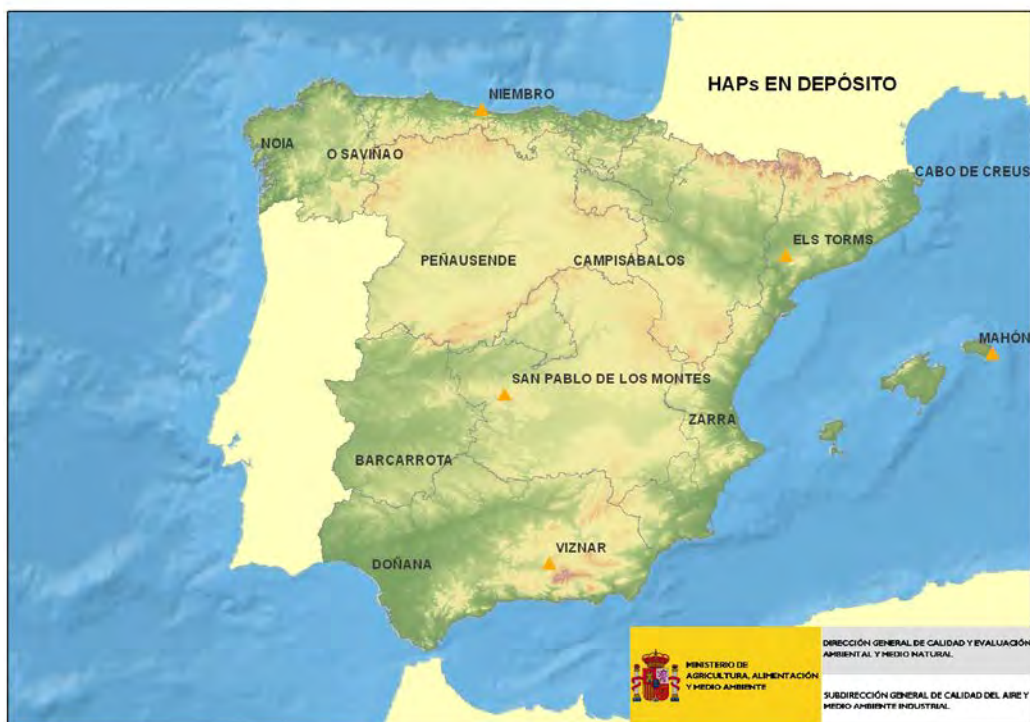 HAPs EN DEPÓSITO
NIEMBRO
NOIA
O SAVIÑAO
CABO DE CREUS
ELS TORMS
PEÑAUSENDE
CAMPISÁBALOS
MAHÓN
SAN PABLO DE LOS MONTES
ZARRA
BARCARROTA
VIZNAR
DOÑANA
MINISTERIO DE
AGRICULTURA, ALIMENTACIÓN
Y MEDIO AMBIENTE
DIRECCIÓN GENERAL DE CALIDAD Y EVALUACIÓN
AMBIENTAL Y MEDIO NATURAL
SUBDIRECCIÓN GENERAL DE CALIDAD DEL AIRE Y
MEDIO AMBIENTE INDUSTRIAL